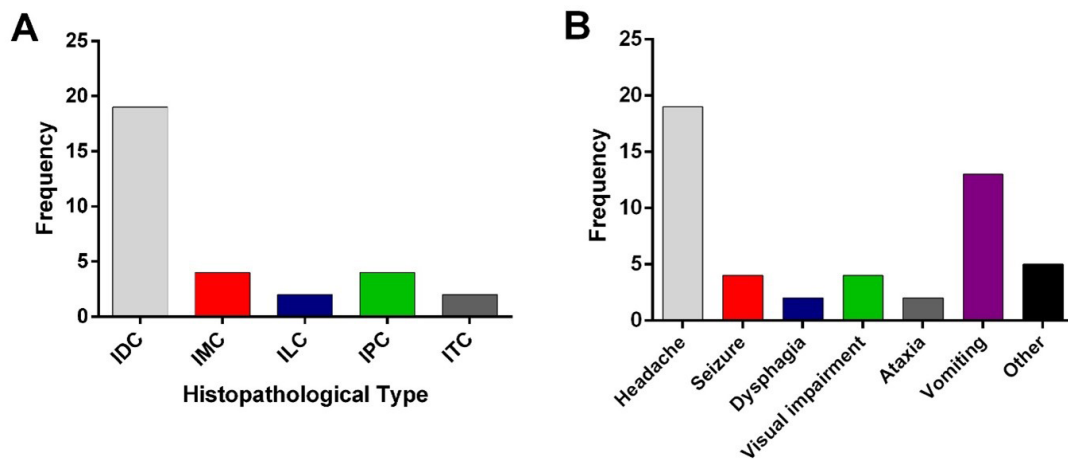 A
25
20
15
10
5
0
Frequency
IDC
IMC
ILC
IPC
ITC
Histopathological Type
B
25
20
15
10
5
0
Frequency
Headache
Seizure
Dysphagia
Visual impairment
Ataxia
Vomiting
Other